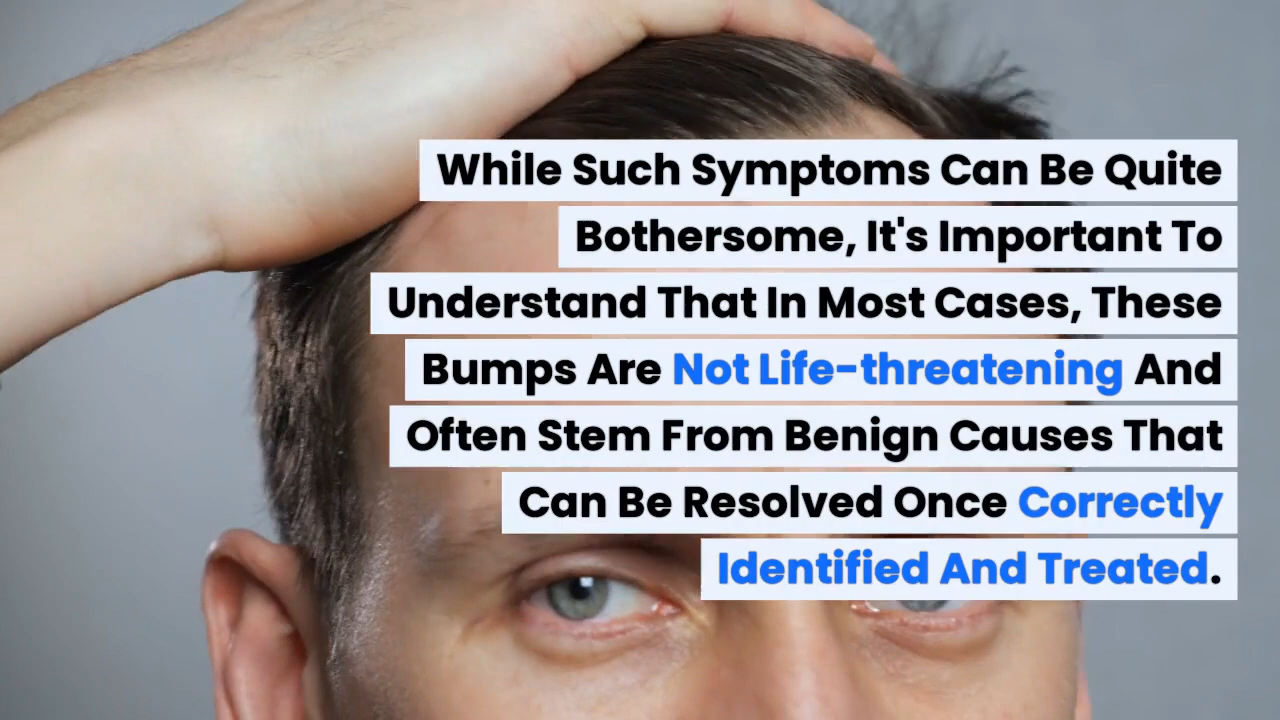 While Such Symptoms Can Be Quite
Bothersome, It's Important To
Understand That In Most Cases, These
Bumps Are Not Life-threatening And
Often Stem From Benign Causes That
Can Be Resolved Once Correctly
Identified And Treated.